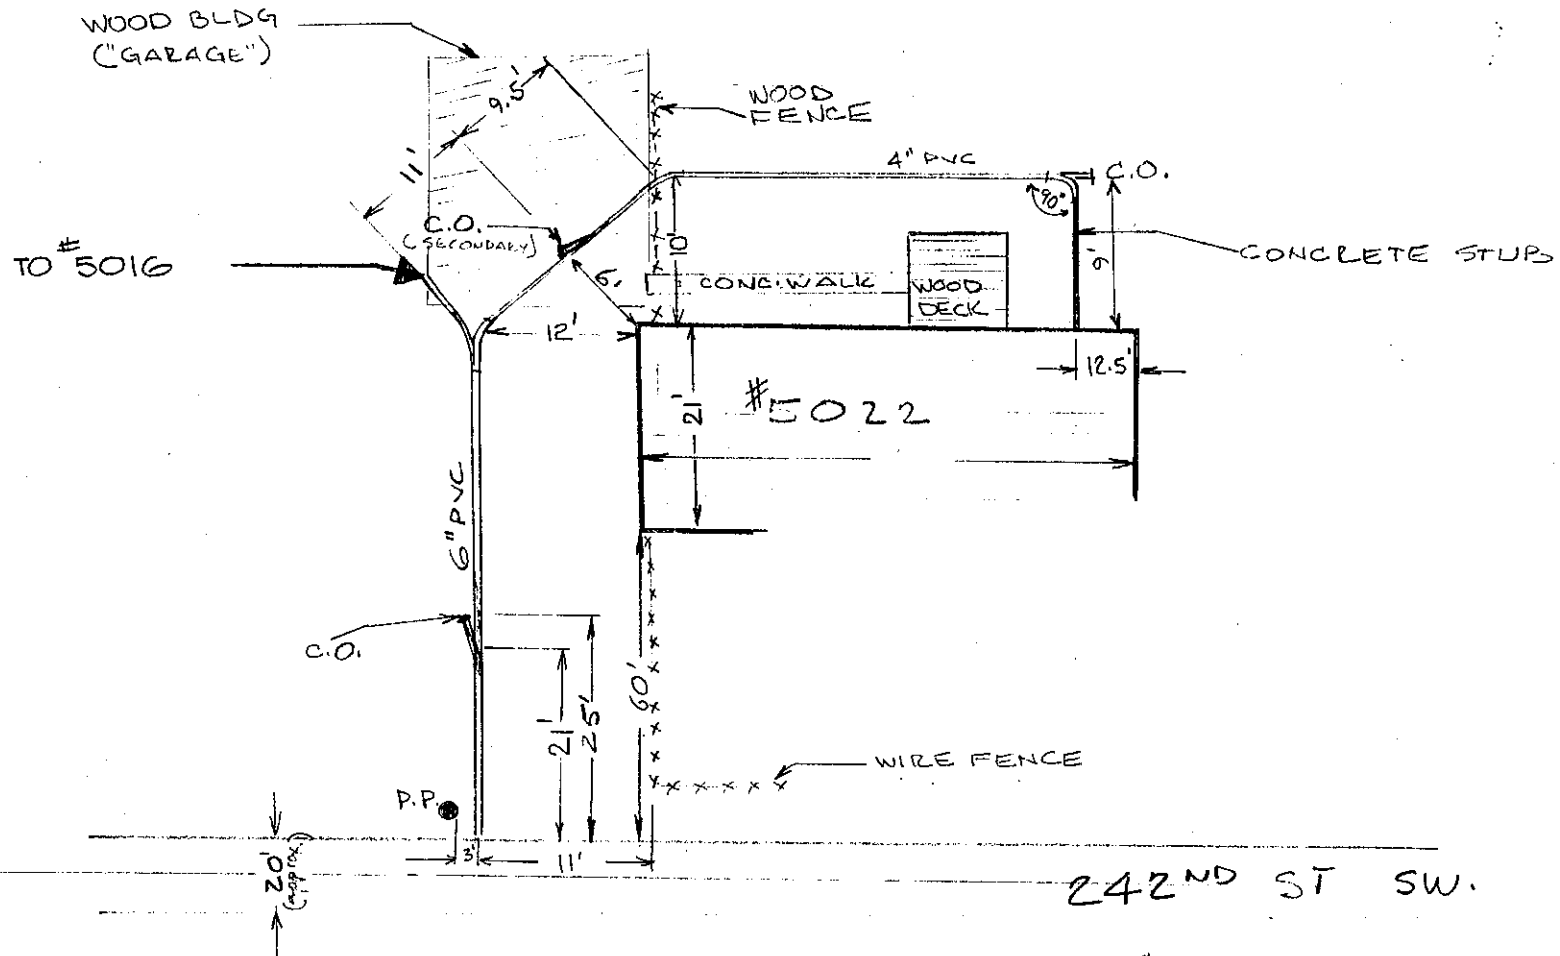 WOOD BLDG
("GARAGE")
9.5'
WOOD
FENCE
11'
4" PVC
C.O.
90°
C.O.
(SECONDARY)
10'
9'
CONCRETE STUB
TO #5016
CONC. WALK
WOOD
DECK
12'
12.5'
21'
#5022
6" PVC
C.O.
21'
25'
60'
WIRE FENCE
P.P.
3'
11'
20'
(approx.)
242ND ST SW.